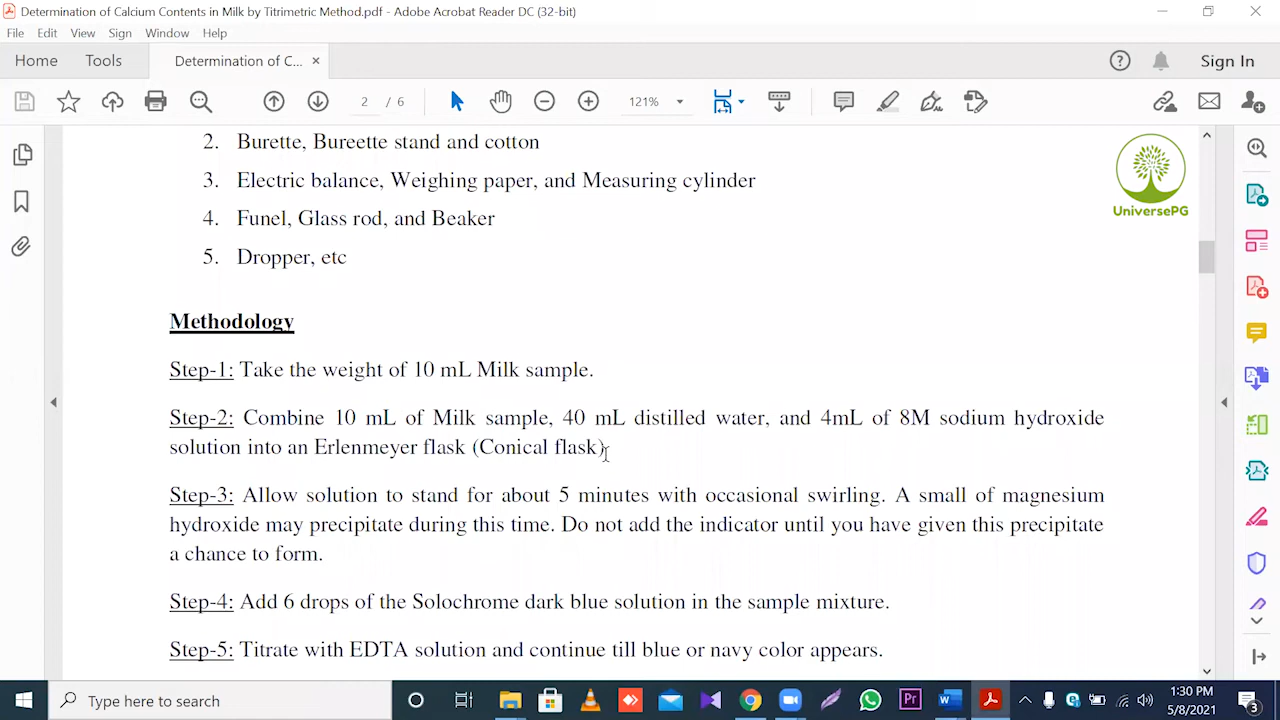 Determination of Calcium Contents in Milk by Titrimetric Method.pdf - Adobe Acrobat Reader DC (32-bit)
File Edit View Sign Window Help
Home Tools Determination of C... × Sign In
2 / 6 121%
2. Burette, Bureette stand and cotton
3. Electric balance, Weighing paper, and Measuring cylinder
4. Funel, Glass rod, and Beaker
5. Dropper, etc
UniversePG
Methodology
Step-1: Take the weight of 10 mL Milk sample.
Step-2: Combine 10 mL of Milk sample, 40 mL distilled water, and 4mL of 8M sodium hydroxide
solution into an Erlenmeyer flask (Conical flask)
Step-3: Allow solution to stand for about 5 minutes with occasional swirling. A small of magnesium
hydroxide may precipitate during this time. Do not add the indicator until you have given this precipitate
a chance to form.
Step-4: Add 6 drops of the Solochrome dark blue solution in the sample mixture.
Step-5: Titrate with EDTA solution and continue till blue or navy color appears.
Type here to search
Pr
1:30 PM
5/8/2021
3